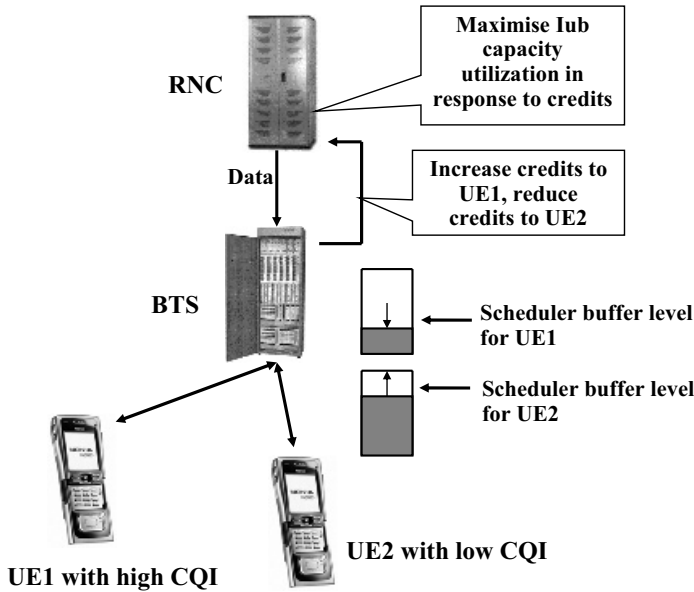 Maximise Iub
capacity
utilization in
response to credits
RNC
Data
Increase credits to
UE1, reduce
credits to UE2
BTS
Scheduler buffer level
for UE1
Scheduler buffer level
for UE2
UE1 with high CQI
UE2 with low CQI